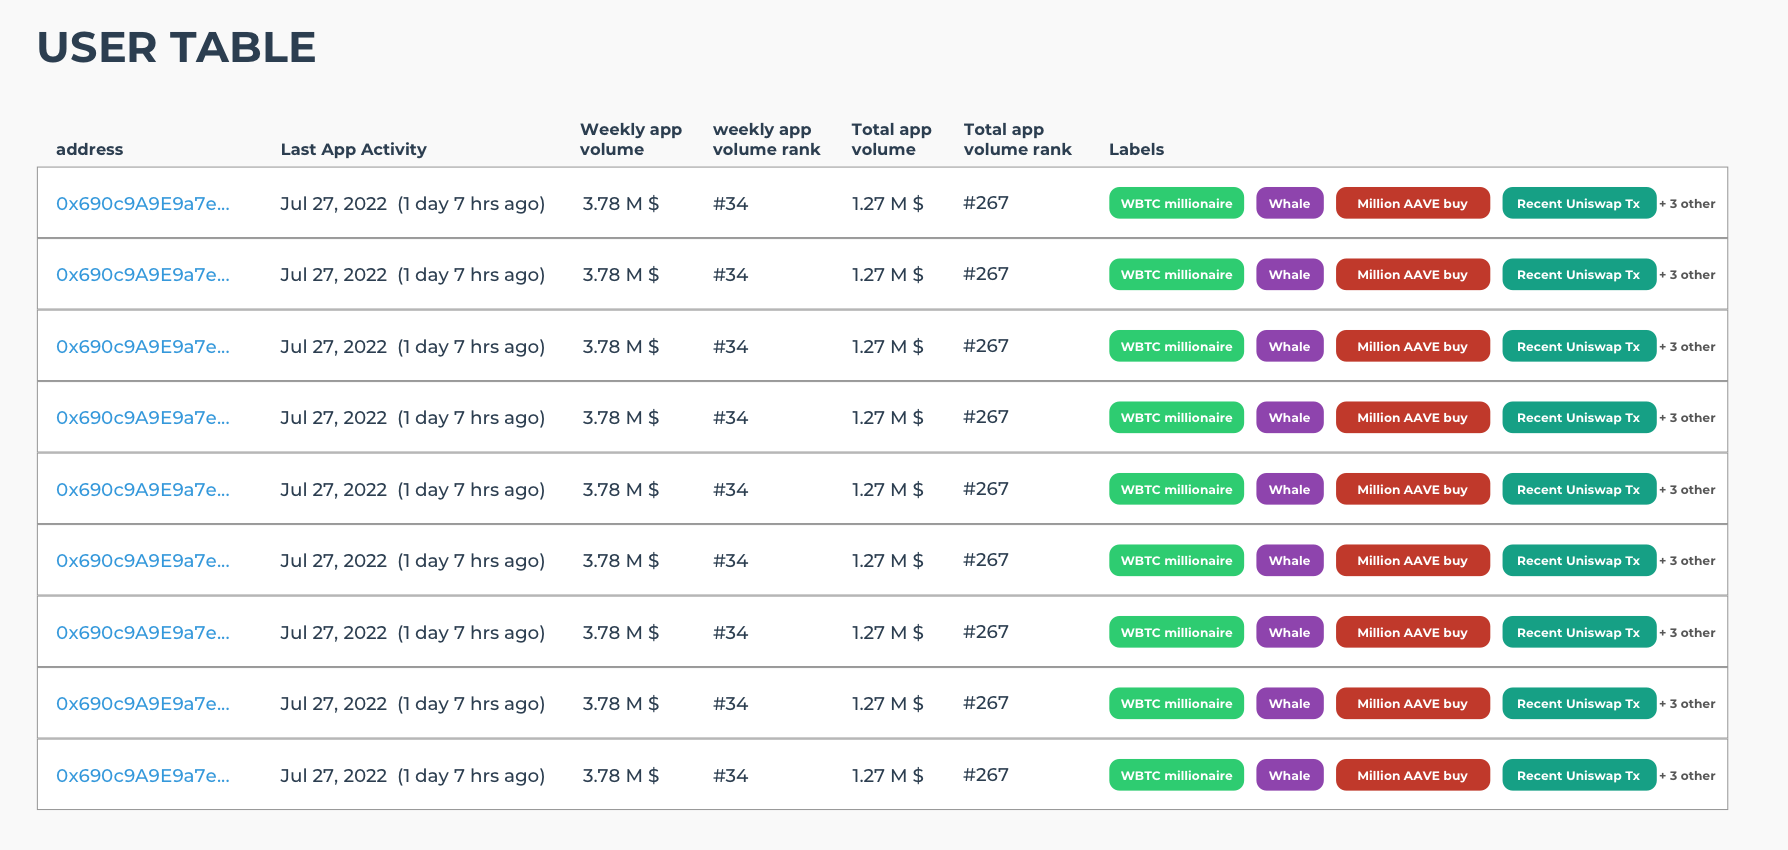 USER TABLE
address Last App Activity Weekly app volume weekly app volume rank Total app volume Total app volume rank Labels
0x690c9A9E9a7e... Jul 27, 2022 (1 day 7 hrs ago) 3.78 M $ #34 1.27 M $ #267 WBTC millionaire Whale Million AAVE buy Recent Uniswap Tx + 3 other
0x690c9A9E9a7e... Jul 27, 2022 (1 day 7 hrs ago) 3.78 M $ #34 1.27 M $ #267 WBTC millionaire Whale Million AAVE buy Recent Uniswap Tx + 3 other
0x690c9A9E9a7e... Jul 27, 2022 (1 day 7 hrs ago) 3.78 M $ #34 1.27 M $ #267 WBTC millionaire Whale Million AAVE buy Recent Uniswap Tx + 3 other
0x690c9A9E9a7e... Jul 27, 2022 (1 day 7 hrs ago) 3.78 M $ #34 1.27 M $ #267 WBTC millionaire Whale Million AAVE buy Recent Uniswap Tx + 3 other
0x690c9A9E9a7e... Jul 27, 2022 (1 day 7 hrs ago) 3.78 M $ #34 1.27 M $ #267 WBTC millionaire Whale Million AAVE buy Recent Uniswap Tx + 3 other
0x690c9A9E9a7e... Jul 27, 2022 (1 day 7 hrs ago) 3.78 M $ #34 1.27 M $ #267 WBTC millionaire Whale Million AAVE buy Recent Uniswap Tx + 3 other
0x690c9A9E9a7e... Jul 27, 2022 (1 day 7 hrs ago) 3.78 M $ #34 1.27 M $ #267 WBTC millionaire Whale Million AAVE buy Recent Uniswap Tx + 3 other
0x690c9A9E9a7e... Jul 27, 2022 (1 day 7 hrs ago) 3.78 M $ #34 1.27 M $ #267 WBTC millionaire Whale Million AAVE buy Recent Uniswap Tx + 3 other
0x690c9A9E9a7e... Jul 27, 2022 (1 day 7 hrs ago) 3.78 M $ #34 1.27 M $ #267 WBTC millionaire Whale Million AAVE buy Recent Uniswap Tx + 3 other